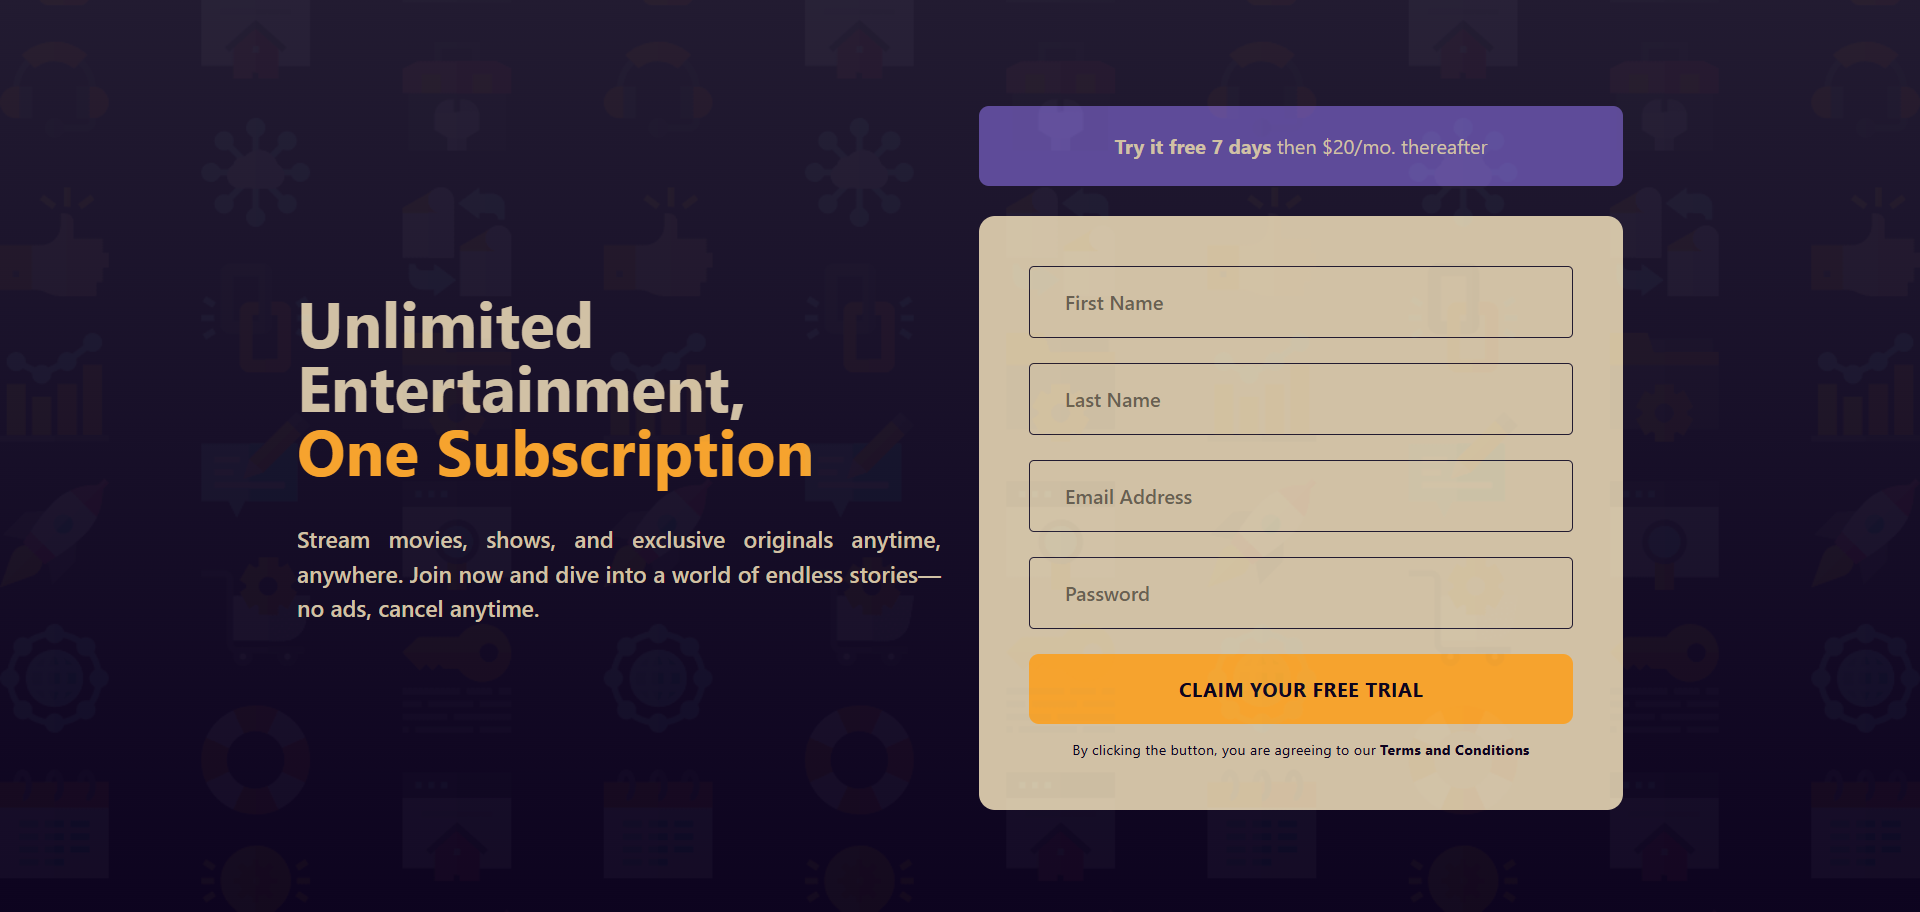 Unlimited
Entertainment,
One Subscription
Stream movies, shows, and exclusive originals anytime,
anywhere. Join now and dive into a world of endless stories—
no ads, cancel anytime.
Try it free 7 days then $20/mo. thereafter
First Name
Last Name
Email Address
Password
CLAIM YOUR FREE TRIAL
By clicking the button, you are agreeing to our Terms and Conditions